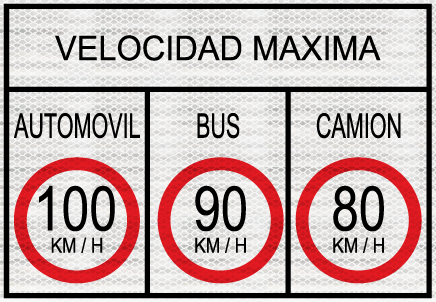 VELOCIDAD MAXIMA
AUTOMOVIL
100
KM / H
BUS
90
KM / H
CAMION
80
KM / H